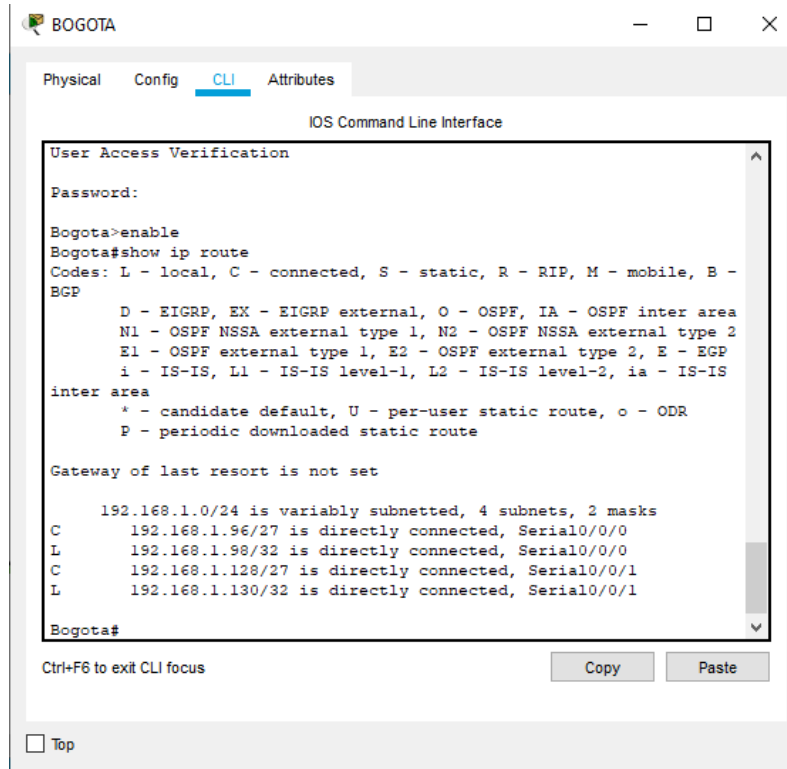 BOGOTA
Physical Config CLI Attributes
IOS Command Line Interface
User Access Verification
Password:
Bogota>enable
Bogota#show ip route
Codes: L - local, C - connected, S - static, R - RIP, M - mobile, B -
BGP
D - EIGRP, EX - EIGRP external, O - OSPF, IA - OSPF inter area
N1 - OSPF NSSA external type 1, N2 - OSPF NSSA external type 2
E1 - OSPF external type 1, E2 - OSPF external type 2, E - EGP
i - IS-IS, L1 - IS-IS level-1, L2 - IS-IS level-2, ia - IS-IS
inter area
* - candidate default, U - per-user static route, o - ODR
P - periodic downloaded static route
Gateway of last resort is not set
192.168.1.0/24 is variably subnetted, 4 subnets, 2 masks
C 192.168.1.96/27 is directly connected, Serial0/0/0
L 192.168.1.98/32 is directly connected, Serial0/0/0
C 192.168.1.128/27 is directly connected, Serial0/0/1
L 192.168.1.130/32 is directly connected, Serial0/0/1
Bogota#
Ctrl+F6 to exit CLI focus
Copy Paste
Top